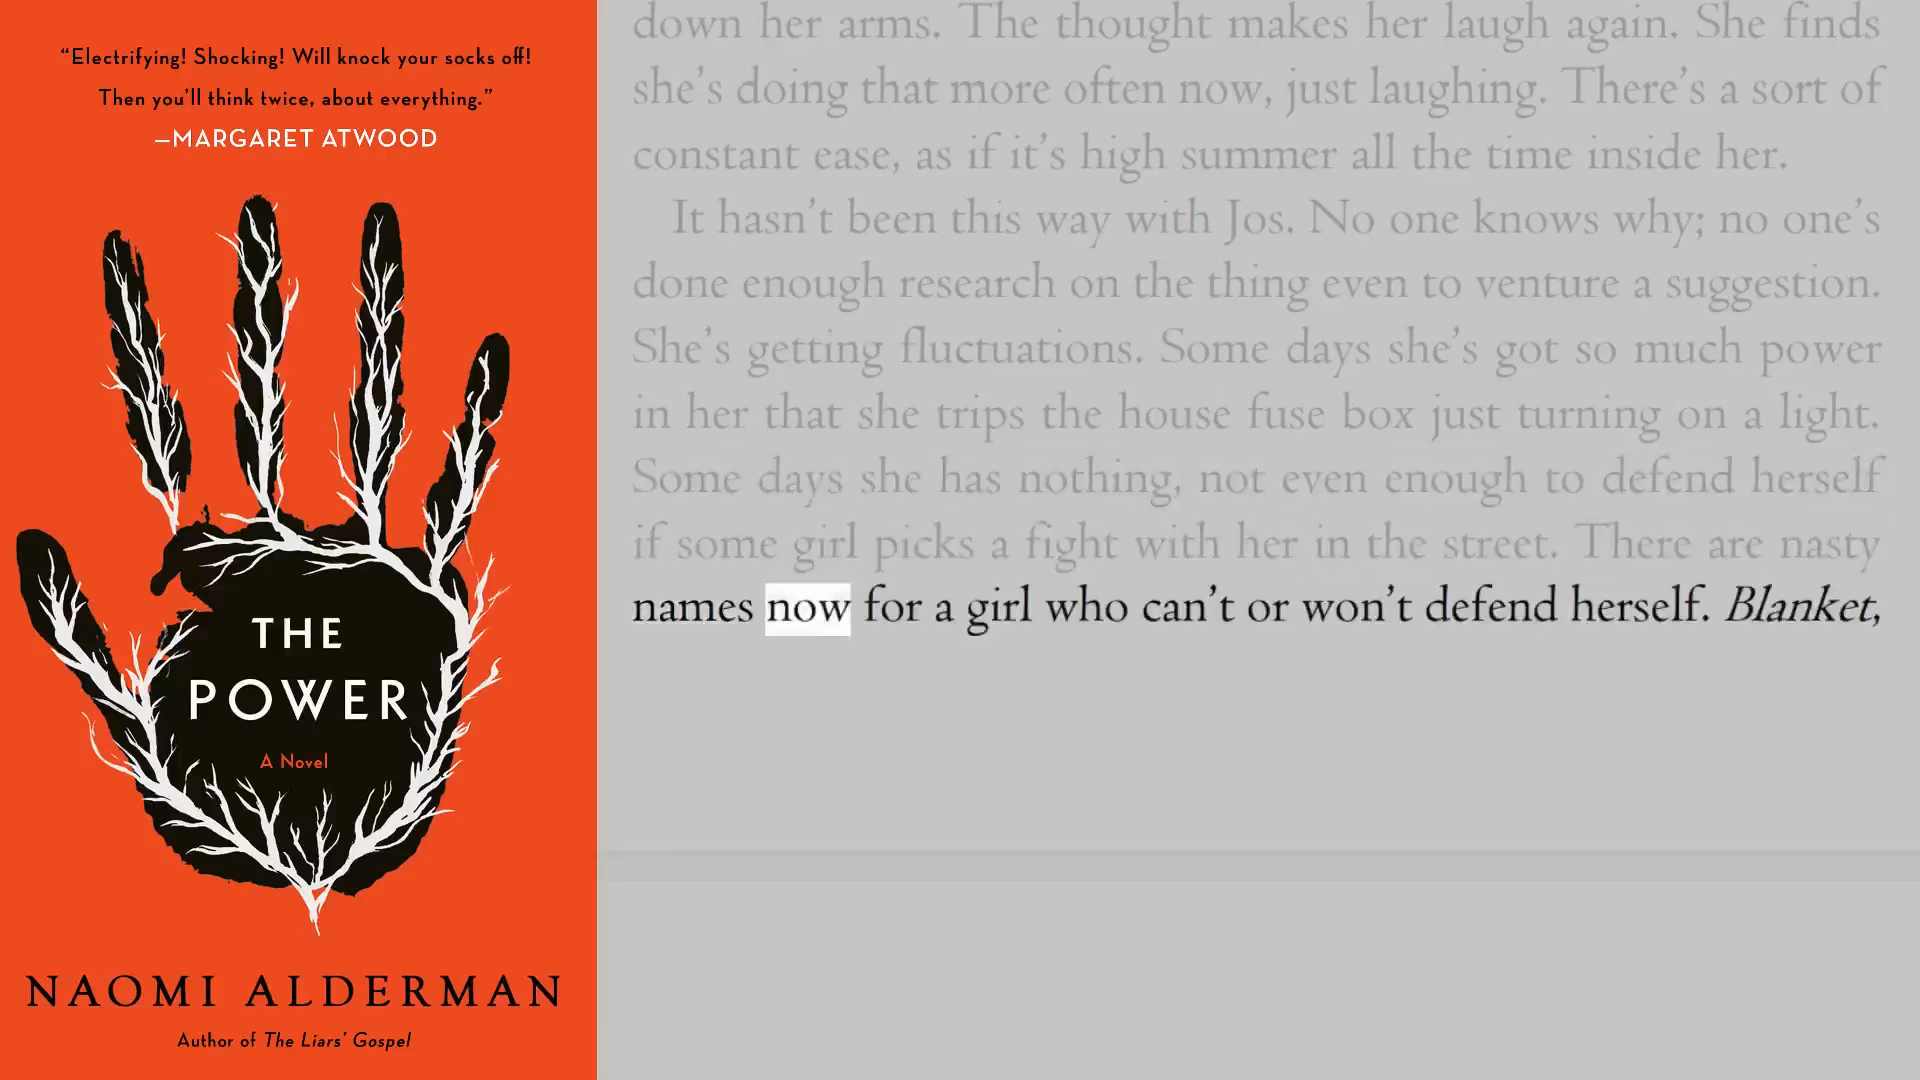 “Electrifying! Shocking! Will knock your socks off!
Then you’ll think twice, about everything.”
—MARGARET ATWOOD
THE
POWER
A Novel
NAOMI ALDERMAN
Author of The Liars’ Gospel
down her arms. The thought makes her laugh again. She finds
she’s doing that more often now, just laughing. There’s a sort of
constant ease, as if it’s high summer all the time inside her.
It hasn’t been this way with Jos. No one knows why; no one’s
done enough research on the thing even to venture a suggestion.
She’s getting fluctuations. Some days she’s got so much power
in her that she trips the house fuse box just turning on a light.
Some days she has nothing, not even enough to defend herself
if some girl picks a fight with her in the street. There are nasty
names now for a girl who can’t or won’t defend herself. Blanket,